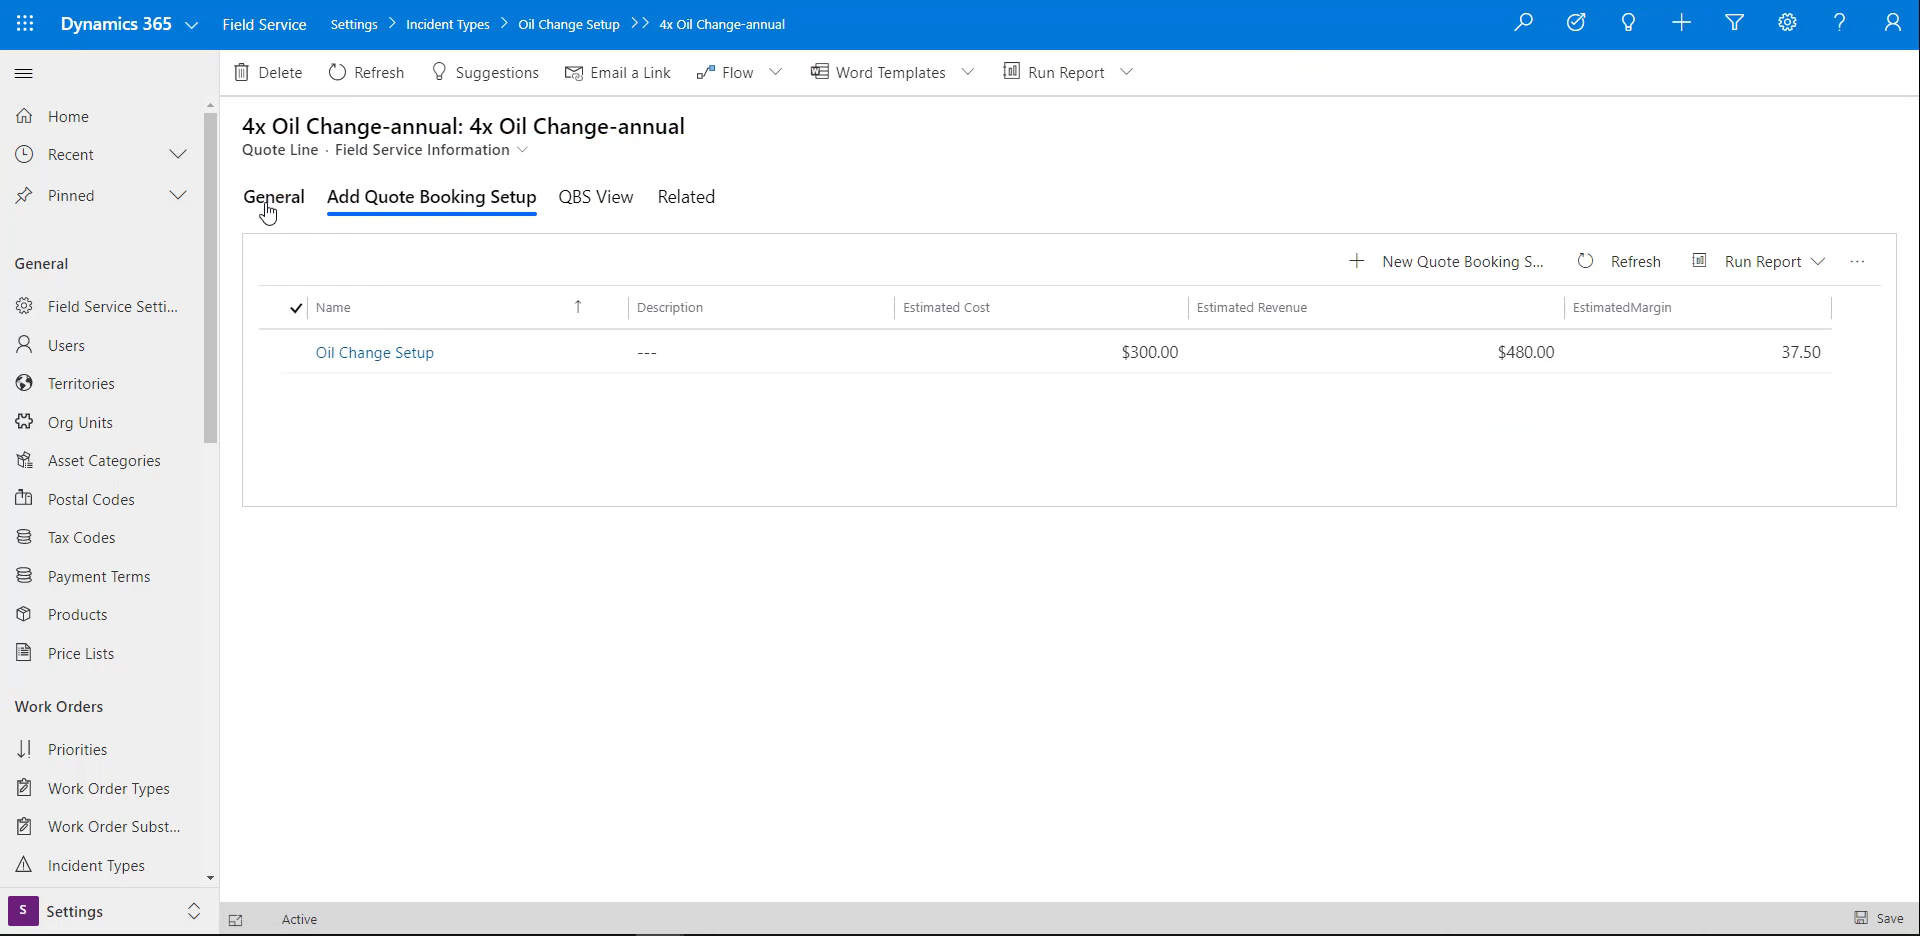 Dynamics 365 Field Service Settings > Incident Types > Oil Change Setup >> 4x Oil Change-annual
Delete Refresh Suggestions Email a Link Flow Word Templates Run Report
Home
Recent
Pinned
General
Field Service Setti...
Users
Territories
Org Units
Asset Categories
Postal Codes
Tax Codes
Payment Terms
Products
Price Lists
Work Orders
Priorities
Work Order Types
Work Order Subst...
Incident Types
S Settings
4x Oil Change-annual: 4x Oil Change-annual
Quote Line · Field Service Information
General Add Quote Booking Setup QBS View Related
+ New Quote Booking S... Refresh Run Report ...
Name ↑ Description Estimated Cost Estimated Revenue EstimatedMargin
Oil Change Setup --- $300.00 $480.00 37.50
Active Save